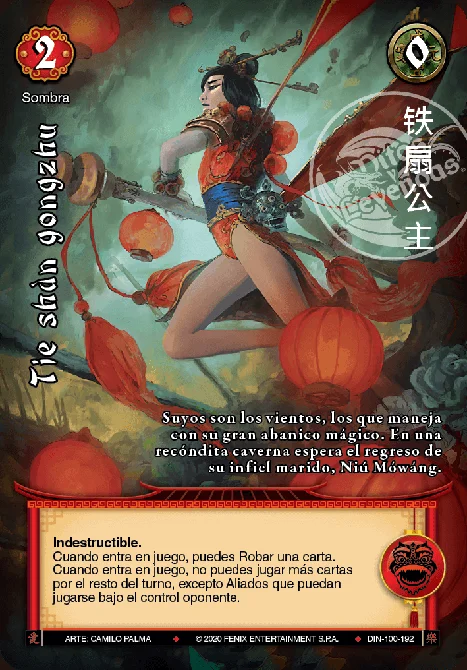 2
0
Sombra
Tie shàn gongzhu
铁扇公主
Mitos y Leyendas
Suyos son los vientos, los que maneja
con su gran abanico mágico. En una
recóndita caverna espera el regreso de
su infiel marido, Niú Mówáng.
Indestructible.
Cuando entra en juego, puedes Robar una carta.
Cuando entra en juego, no puedes jugar más cartas
por el resto del turno, excepto Aliados que puedan
jugarse bajo el control oponente.
ARTE: CAMILO PALMA ◆ © 2020 FENIX ENTERTAINMENT S.P.A. ◆ DIN-100-192